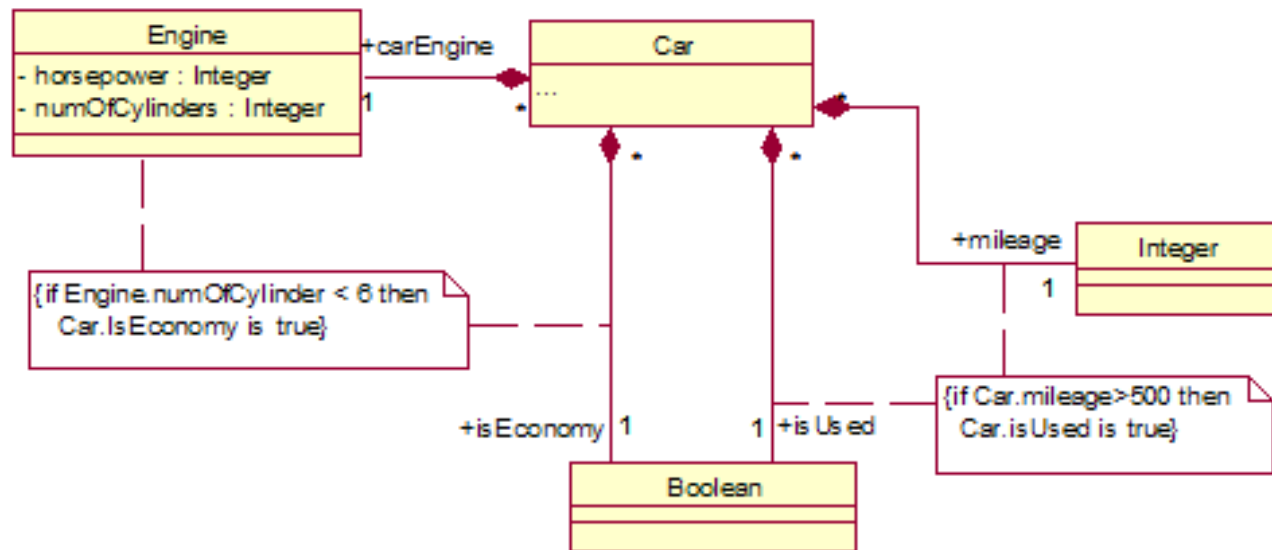 Engine
- horsepower : Integer
- numOfCylinders : Integer
+carEngine
1
*
Car
...
*
*
*
+mileage
1
Integer
{if Engine.numOfCylinder < 6 then
Car.IsEconomy is true}
{if Car.mileage>500 then
Car.isUsed is true}
+isEconomy
1
1
+isUsed
Boolean